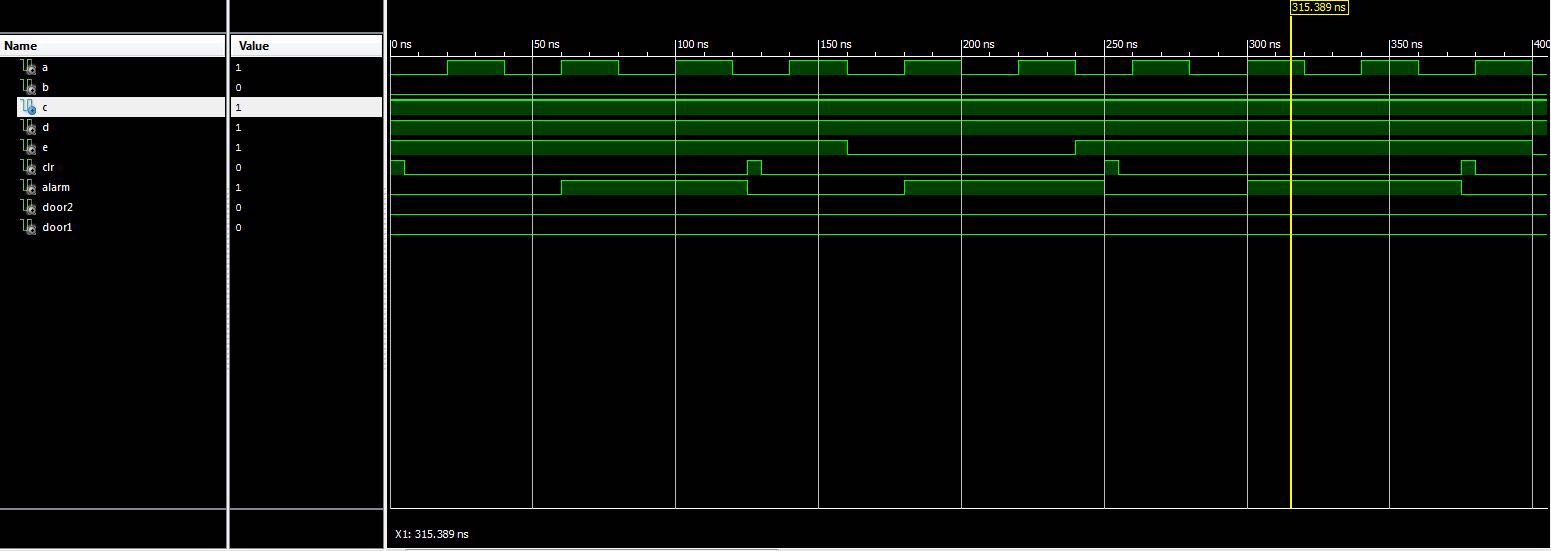 315.389 ns
Name Value
0 ns 50 ns 100 ns 150 ns 200 ns 250 ns 300 ns 350 ns 400
a 1
b 0
c 1
d 1
e 1
clr 0
alarm 1
door2 0
door1 0
X1: 315.389 ns